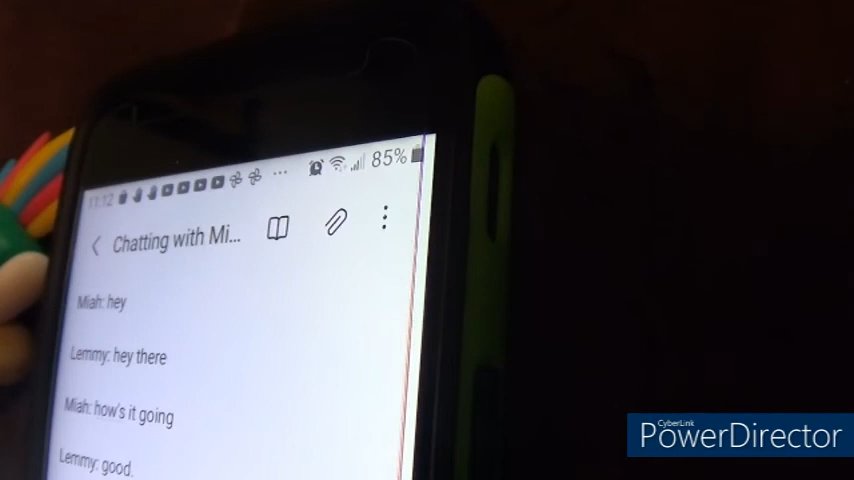 11:12 85%
Chatting with Mi...
Miah: hey
Lemmy: hey there
Miah: how's it going
Lemmy: good.
CyberLink
PowerDirector